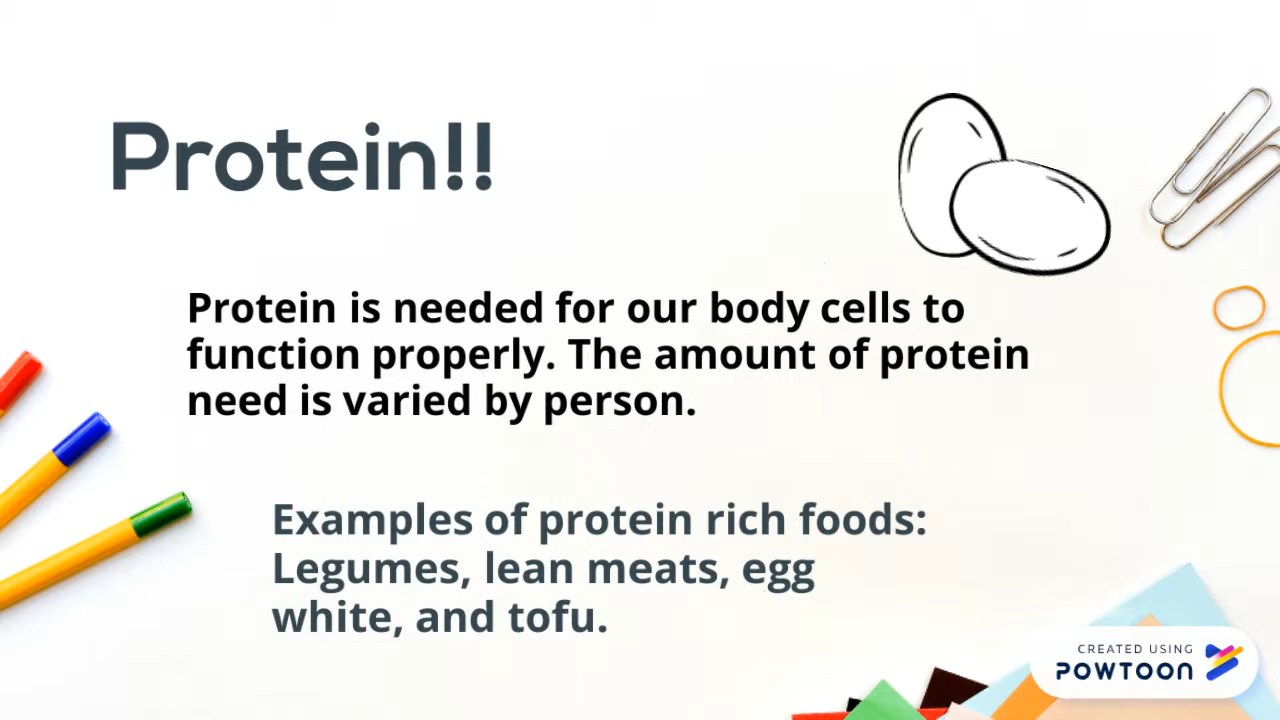 Protein!!
Protein is needed for our body cells to
function properly. The amount of protein
need is varied by person.
Examples of protein rich foods:
Legumes, lean meats, egg
white, and tofu.
CREATED USING
POWTOON